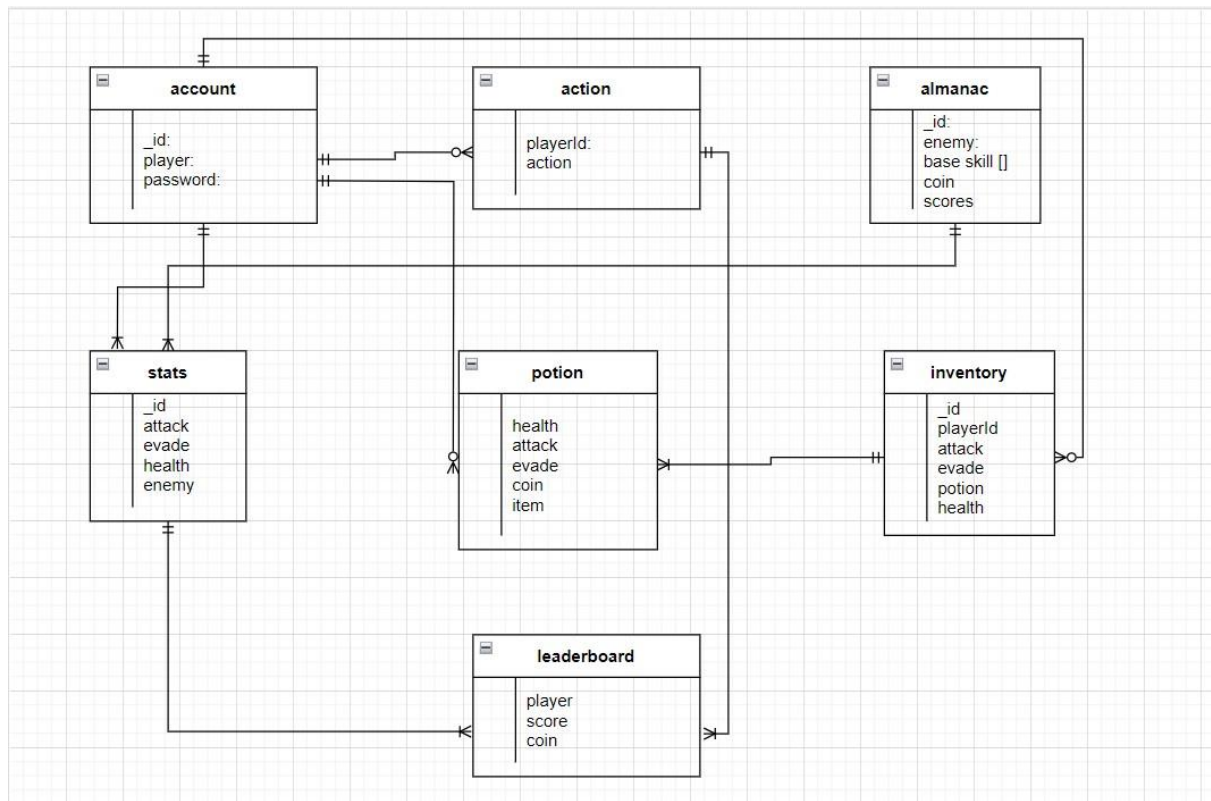 account
_id:
player:
password:
action
playerId:
action
almanac
_id:
enemy:
base skill []
coin
scores
stats
_id
attack
evade
health
enemy
potion
health
attack
evade
coin
item
inventory
_id
playerId
attack
evade
potion
health
leaderboard
player
score
coin